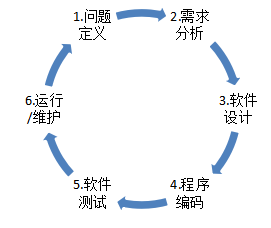 1.问题
定义
2.需求
分析
3.软件
设计
4.程序
编码
5.软件
测试
6.运行
/维护